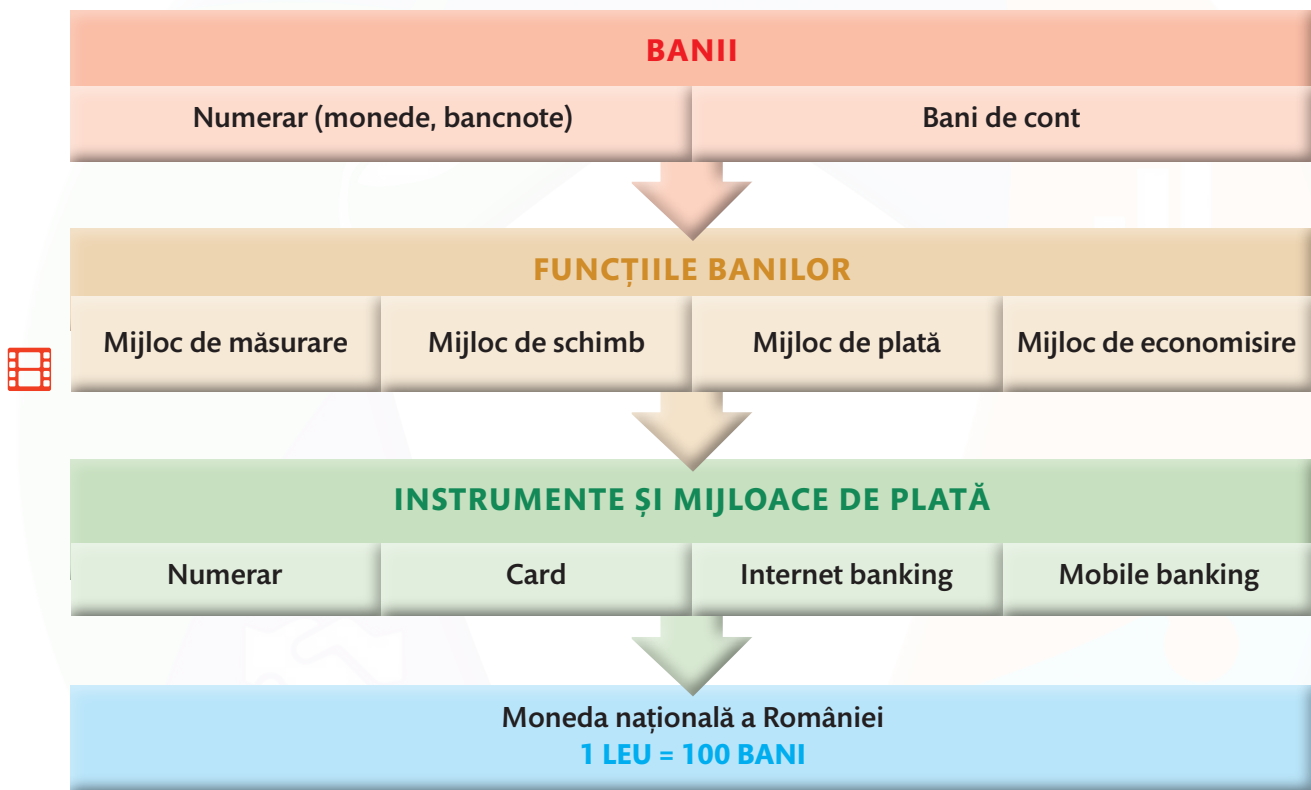 BANII
Numerar (monede, bancnote)
Bani de cont
FUNCȚIILE BANILOR
Mijloc de măsurare
Mijloc de schimb
Mijloc de plată
Mijloc de economisire
INSTRUMENTE ȘI MIJLOACE DE PLATĂ
Numerar
Card
Internet banking
Mobile banking
Moneda națională a României
1 LEU = 100 BANI